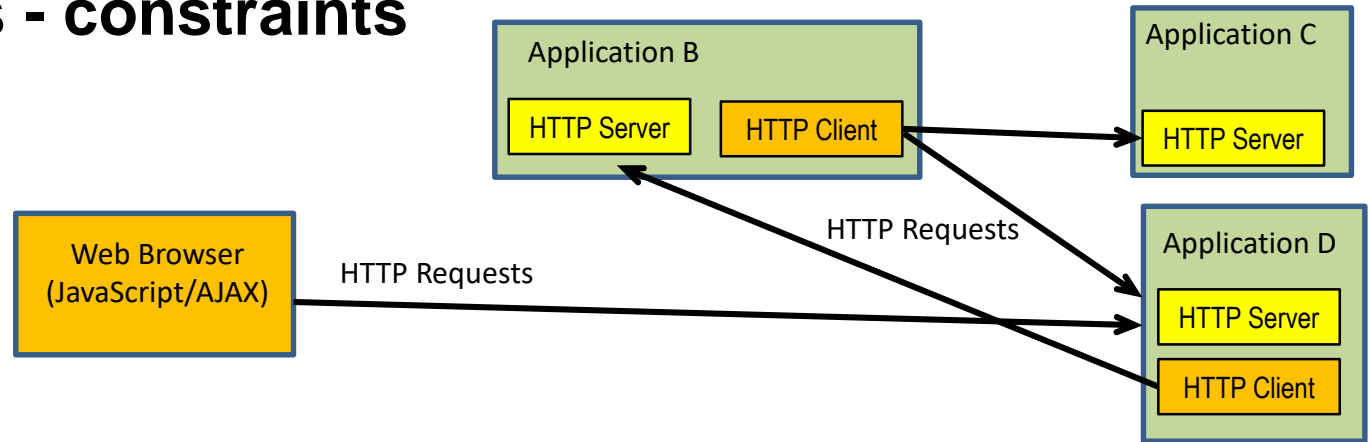 s - constraints
Application B
HTTP Server
HTTP Client
Application C
HTTP Server
HTTP Requests
Web Browser
(JavaScript/AJAX)
HTTP Requests
Application D
HTTP Server
HTTP Client